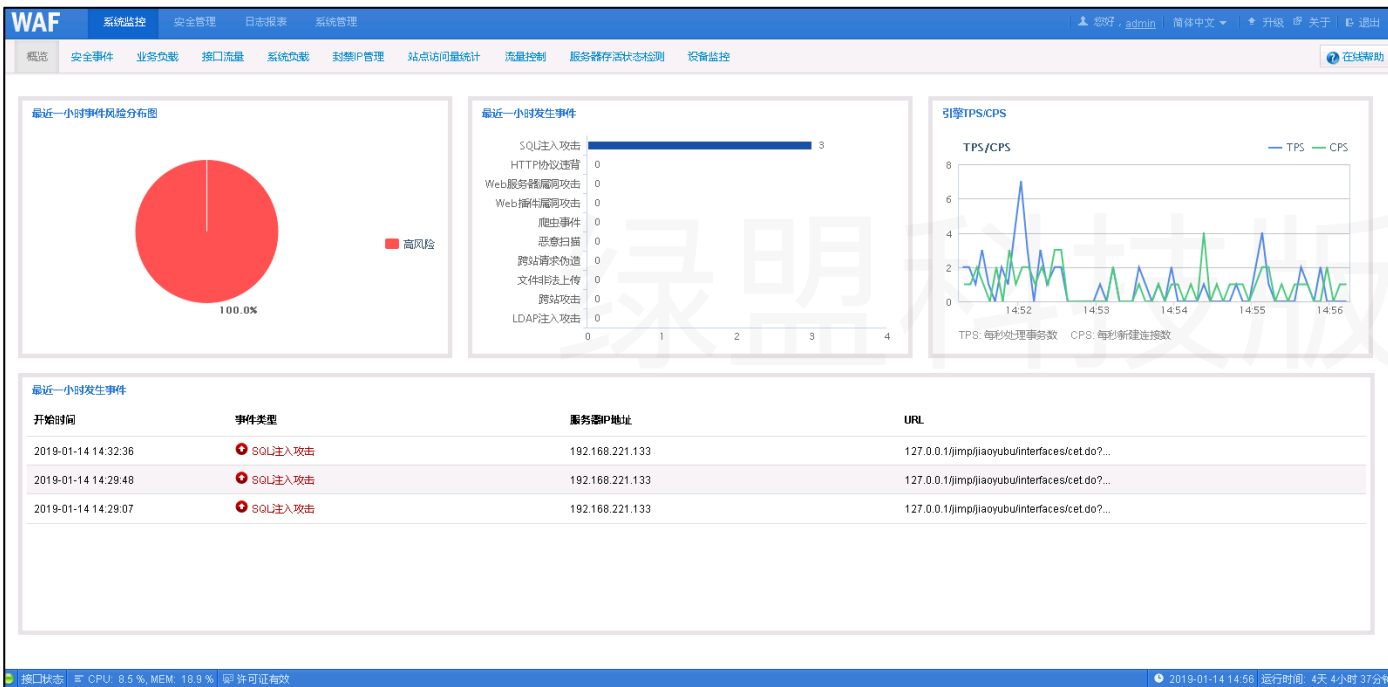 WAF 系统监控 安全管理 日志报表 系统管理 您好，admin 简体中文 升级 关于 退出
概览 安全事件 业务负载 接口流量 系统负载 封禁IP管理 站点访问量统计 流量控制 服务器存活状态检测 设备监控 在线帮助
最近一小时事件风险分布图
高风险
100.0%
最近一小时发生事件
SQL注入攻击 3
HTTP协议违背 0
Web服务器漏洞攻击 0
Web插件漏洞攻击 0
爬虫事件 0
恶意扫描 0
跨站请求伪造 0
文件非法上传 0
跨站攻击 0
LDAP注入攻击 0
0 1 2 3 4
引擎TPS/CPS
TPS/CPS TPS CPS
8
6
4
2
0
14:52 14:53 14:54 14:55 14:56
TPS: 每秒处理事务数 CPS: 每秒新建连接数
绿盟科技版
最近一小时发生事件
开始时间 事件类型 服务器IP地址 URL
2019-01-14 14:32:36 SQL注入攻击 192.168.221.133 127.0.0.1/jimp/jiaoyubu/interfaces/cet.do?...
2019-01-14 14:29:48 SQL注入攻击 192.168.221.133 127.0.0.1/jimp/jiaoyubu/interfaces/cet.do?...
2019-01-14 14:29:07 SQL注入攻击 192.168.221.133 127.0.0.1/jimp/jiaoyubu/interfaces/cet.do?...
接口状态 CPU: 8.5 %, MEM: 18.9 % 许可证有效 2019-01-14 14:56 运行时间: 4天 4小时 37分钟